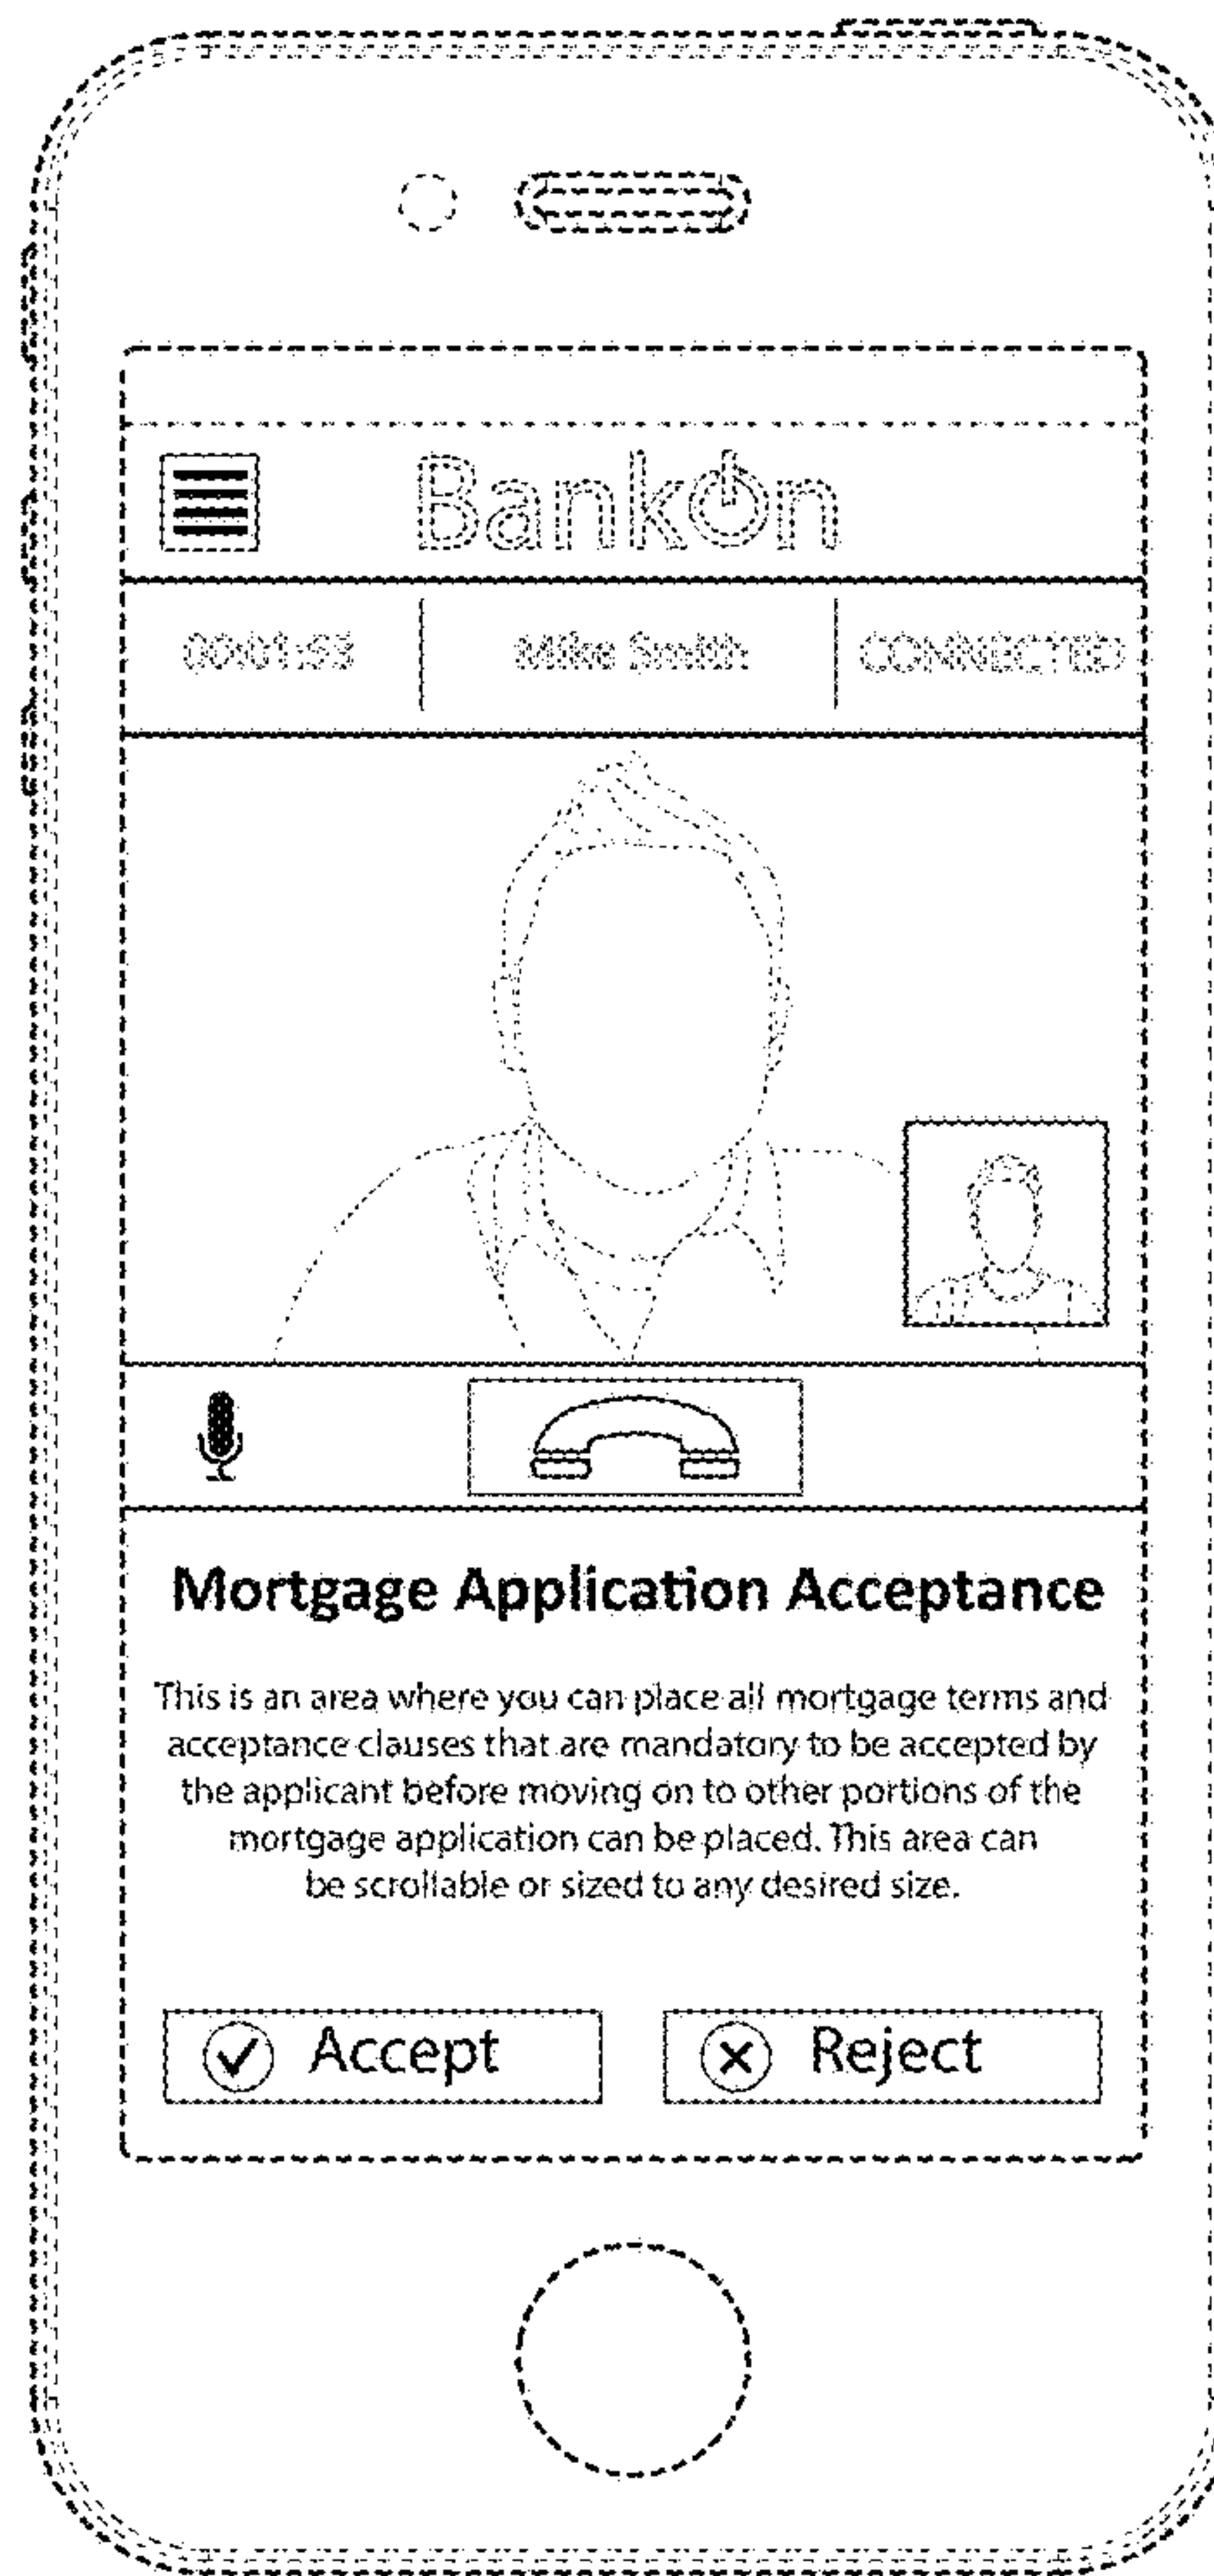 BankOn
00:01:53 Mike Smith CONNECTED
Mortgage Application Acceptance
This is an area where you can place all mortgage terms and
acceptance clauses that are mandatory to be accepted by
the applicant before moving on to other portions of the
mortgage application can be placed. This area can
be scrollable or sized to any desired size.
Accept Reject